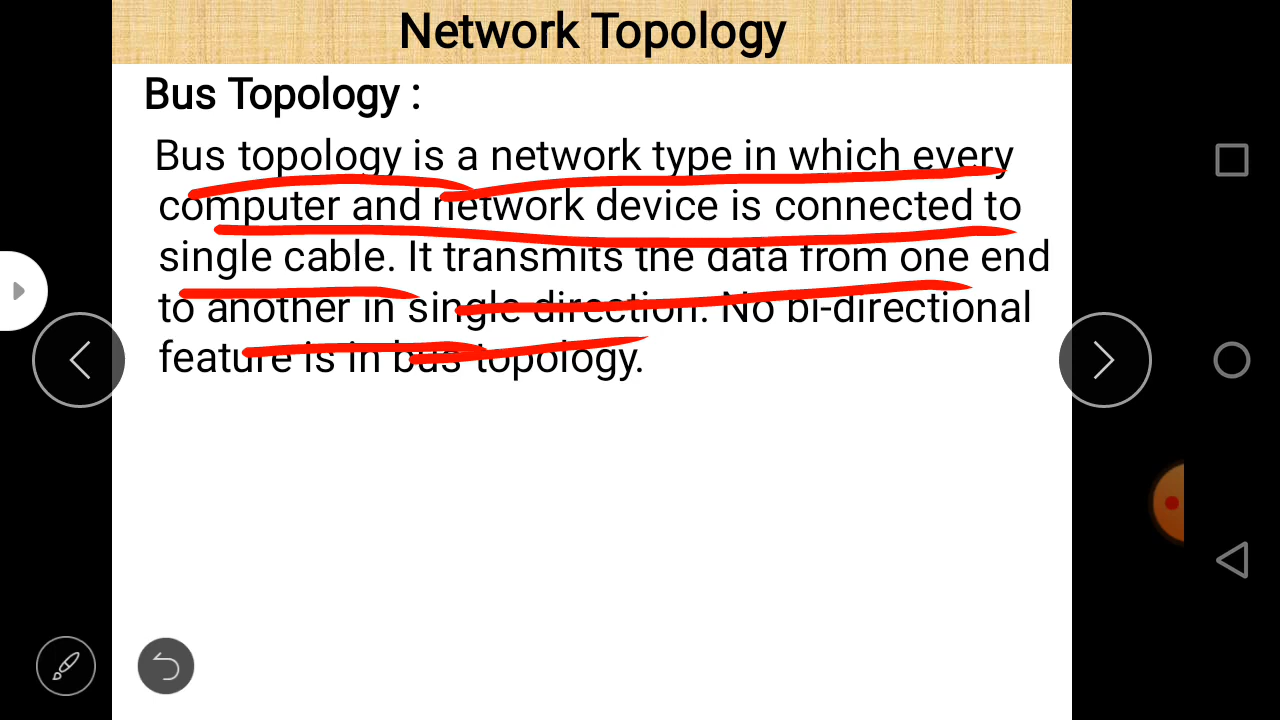 Network Topology
Bus Topology :
Bus topology is a network type in which every
computer and network device is connected to
single cable. It transmits the data from one end
to another in single direction. No bi-directional
feature is in bus topology.